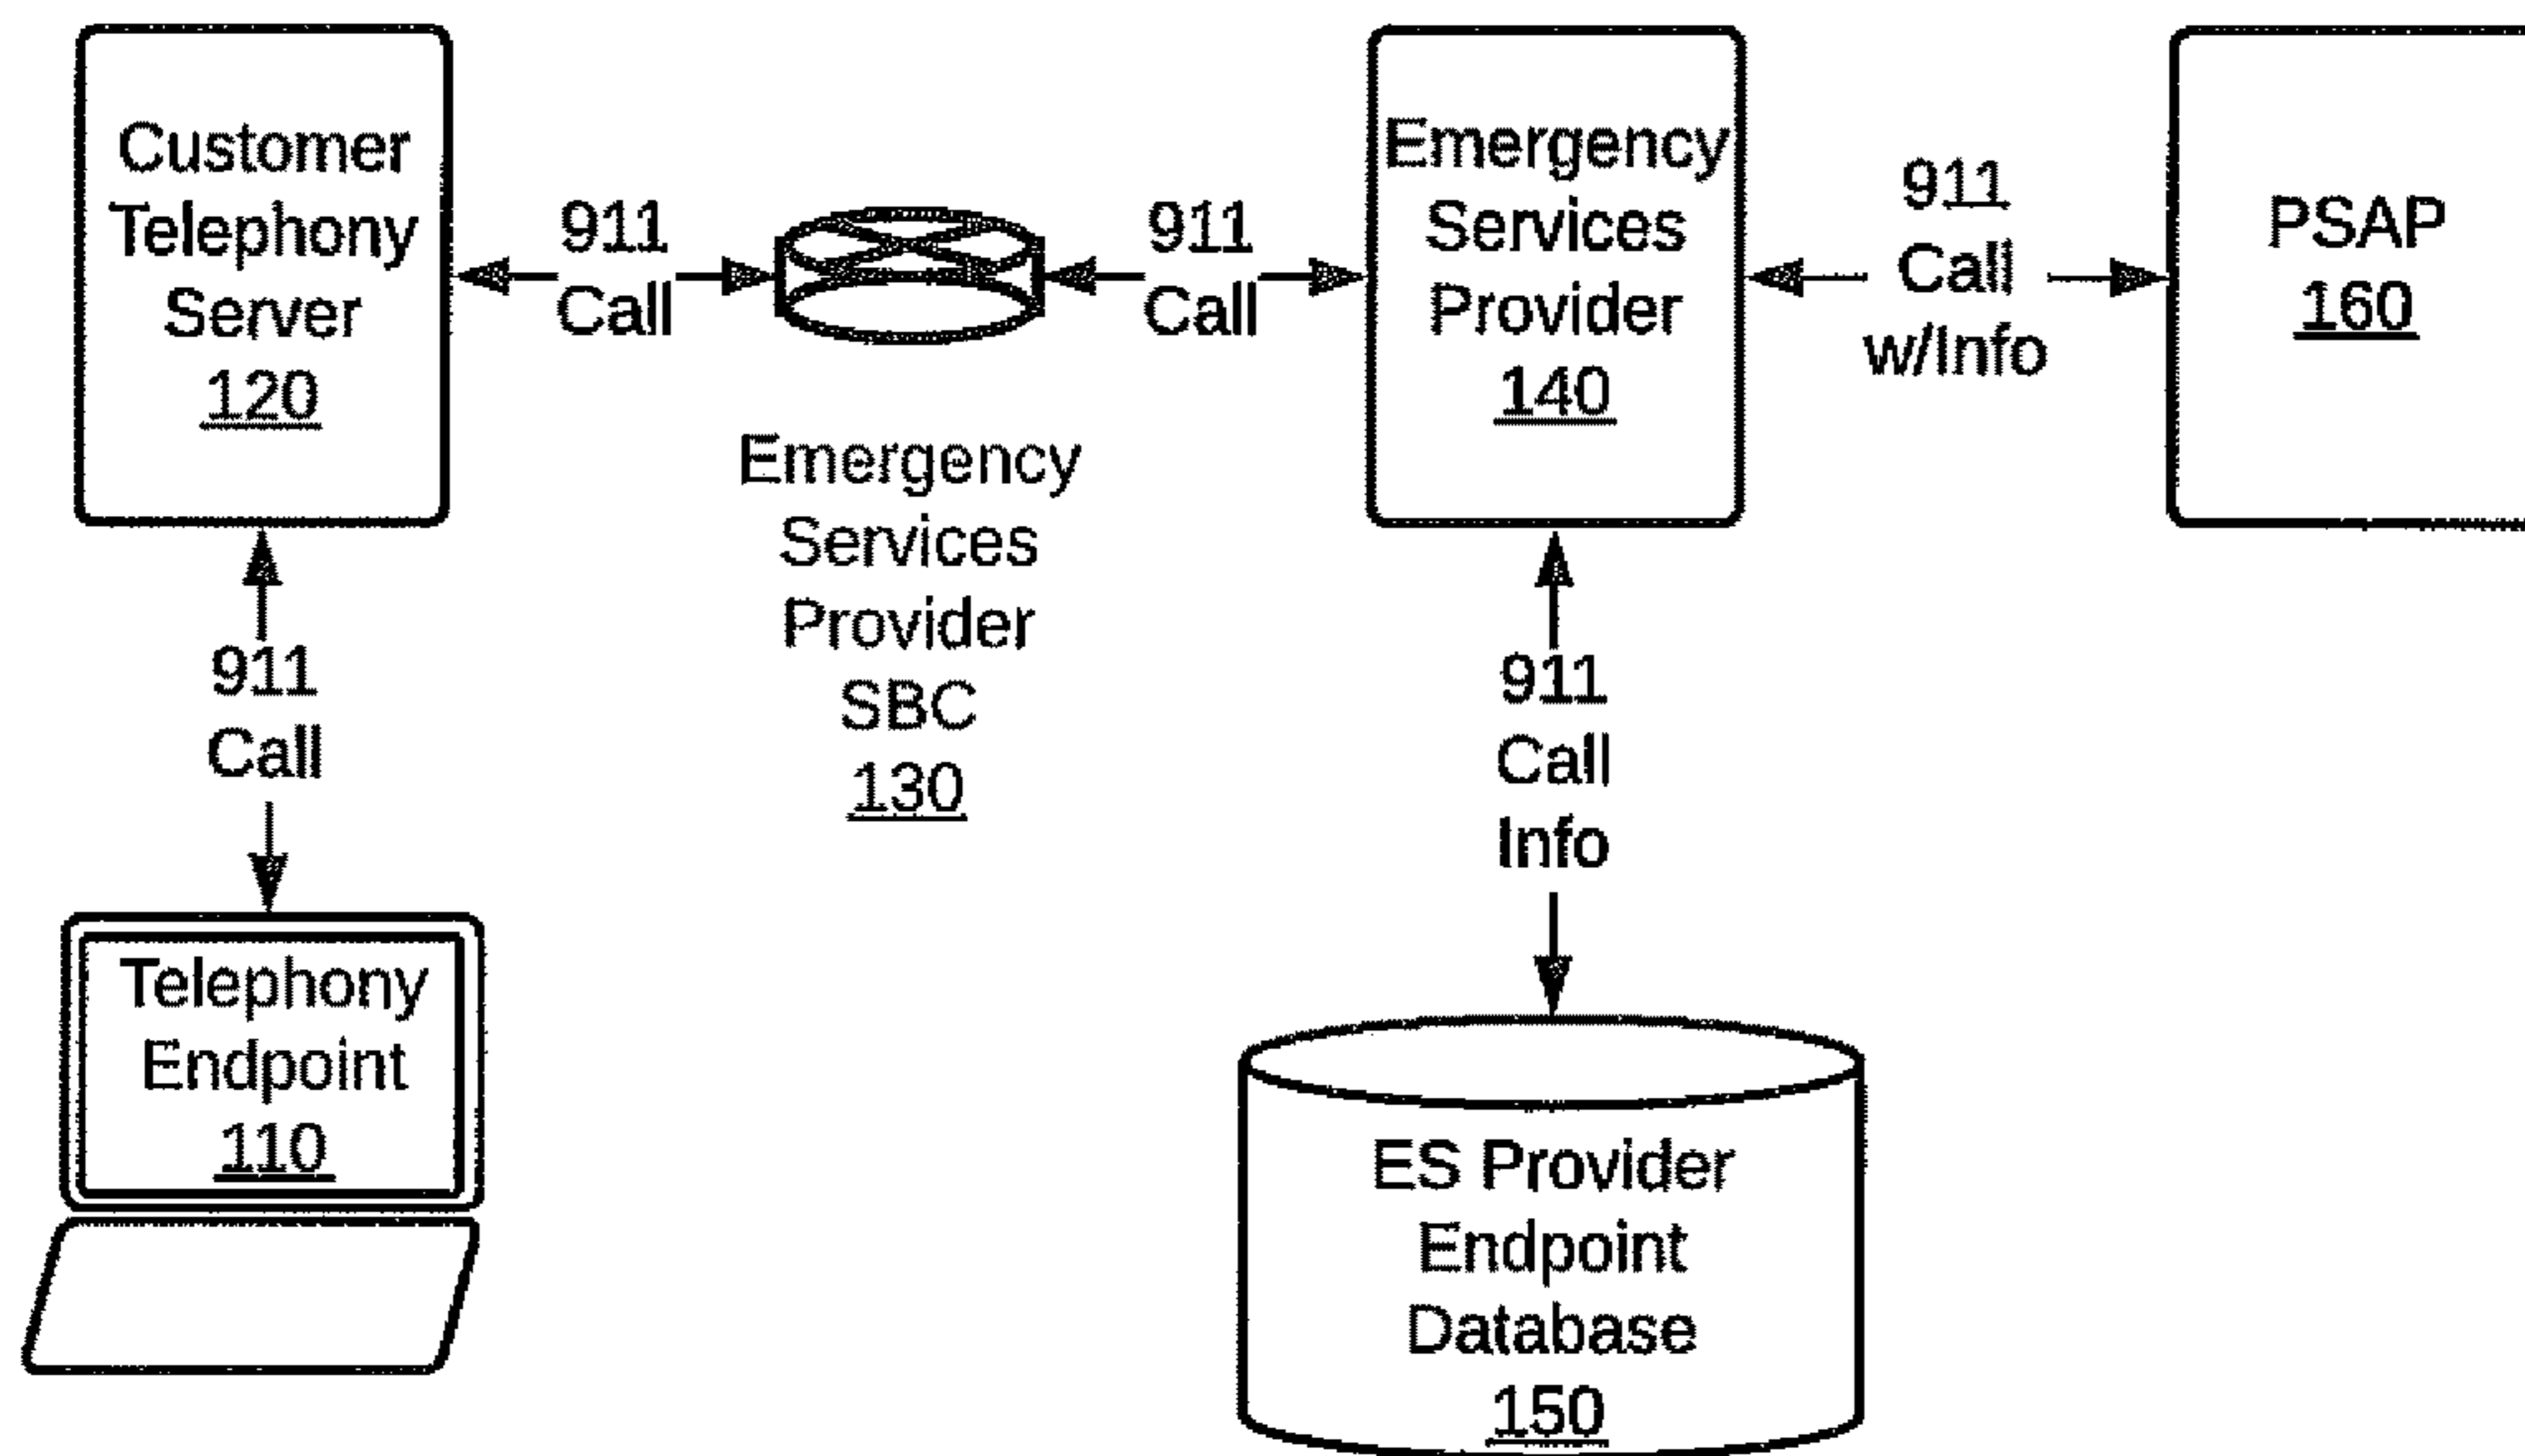 Customer
Telephony
Server
120
911
Call
Emergency
Services
Provider
SBC
130
911
Call
Emergency
Services
Provider
140
911
Call
w/Info
PSAP
160
911
Call
Telephony
Endpoint
110
911
Call
Info
ES Provider
Endpoint
Database
150